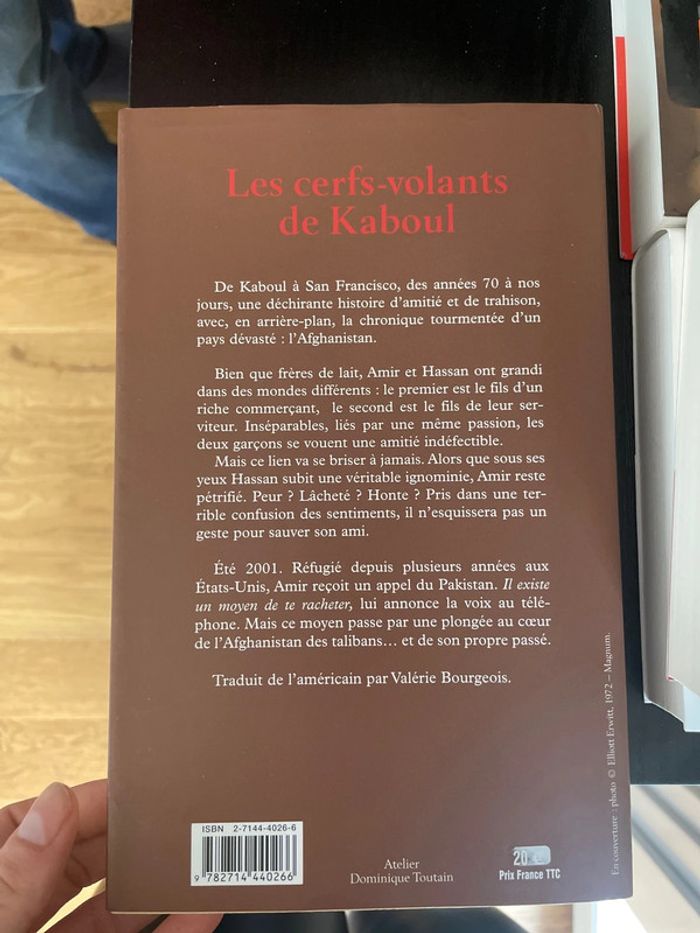 Les cerfs-volants
de Kaboul
De Kaboul à San Francisco, des années 70 à nos
jours, une déchirante histoire d'amitié et de trahison,
avec, en arrière-plan, la chronique tourmentée d'un
pays dévasté : l'Afghanistan.
Bien que frères de lait, Amir et Hassan ont grandi
dans des mondes différents : le premier est le fils d'un
riche commerçant, le second est le fils de leur ser-
viteur. Inséparables, liés par une même passion, les
deux garçons se vouent une amitié indéfectible.
Mais ce lien va se briser à jamais. Alors que sous ses
yeux Hassan subit une véritable ignominie, Amir reste
pétrifié. Peur ? Lâcheté ? Honte ? Pris dans une ter-
rible confusion des sentiments, il n'esquissera pas un
geste pour sauver son ami.
Été 2001. Réfugié depuis plusieurs années aux
États-Unis, Amir reçoit un appel du Pakistan. Il existe
un moyen de te racheter, lui annonce la voix au télé-
phone. Mais ce moyen passe par une plongée au cœur
de l'Afghanistan des talibans... et de son propre passé.
Traduit de l'américain par Valérie Bourgeois.
En couverture : photo © Elliott Erwitt, 1972 – Magnum.
ISBN 2-7144-4026-6
9 782714 440266
Atelier
Dominique Toutain
20 €
Prix France TTC